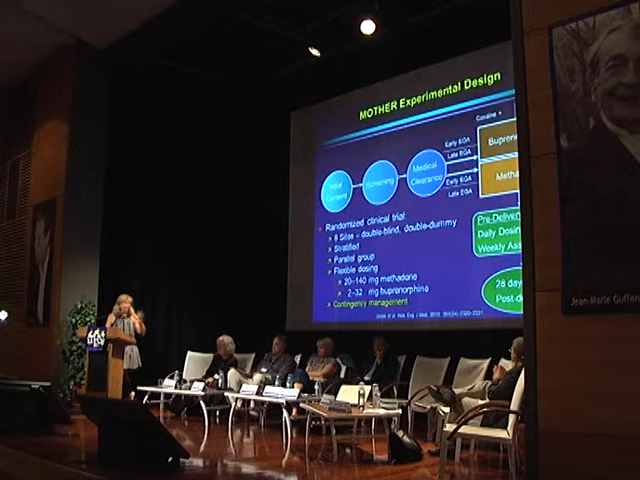 MOTHER Experimental Design
Cocaine +
Early EGA
Late EGA
Early EGA
Late EGA
Initial
Consent
Screening
Medical
Clearance
Bupren
Metha
Randomized clinical trial:
8 Sites – double-blind, double-dummy
Stratified
Parallel group
Flexible dosing
20-140 mg methadone
2-32 mg buprenorphine
Contingency management
Pre-Deliver
Daily Dosin
Weekly Ass
28 day
Post-d
Jean-Marie Guffen